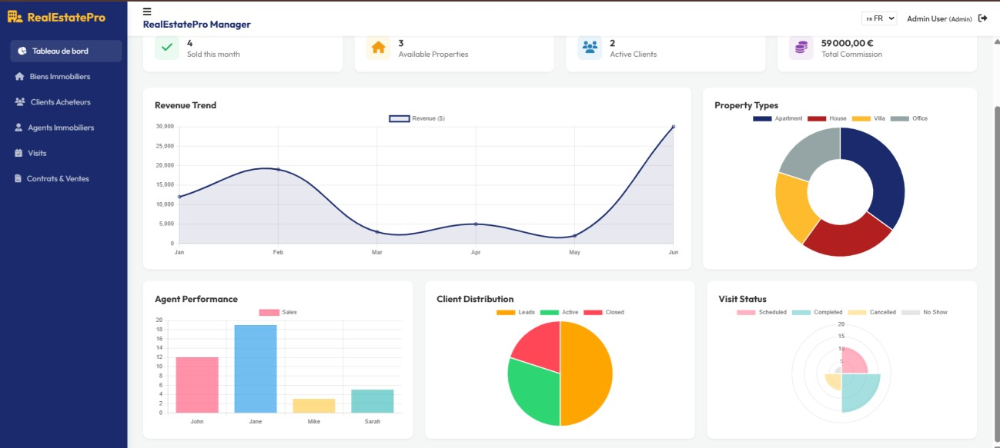 RealEstatePro
Tableau de bord
Biens Immobiliers
Clients Acheteurs
Agents Immobiliers
Visits
Contrats & Ventes
RealEstatePro Manager
FR FR
Admin User (Admin)
4
Sold this month
3
Available Properties
2
Active Clients
59 000,00 €
Total Commission
Revenue Trend
Revenue ($)
30,000
25,000
20,000
15,000
10,000
5,000
0
Jan Feb Mar Apr May Jun
Property Types
Apartment House Villa Office
Agent Performance
Sales
20
18
16
14
12
10
8
6
4
2
0
John Jane Mike Sarah
Client Distribution
Leads Active Closed
Visit Status
Scheduled Completed Cancelled No Show
20
15
10
5